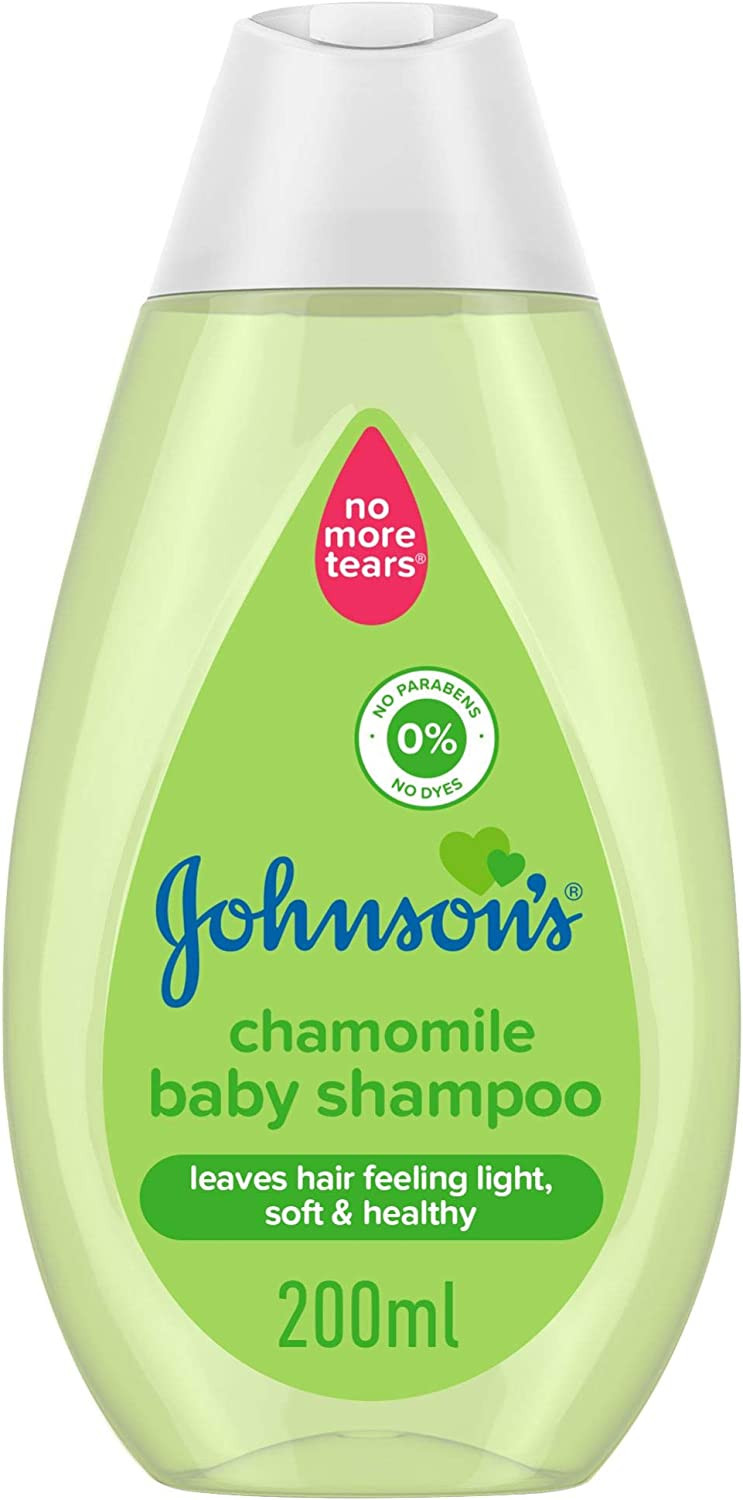 no
more
tears®
NO PARABENS
0%
NO DYES
Johnson's®
chamomile
baby shampoo
leaves hair feeling light,
soft & healthy
200ml